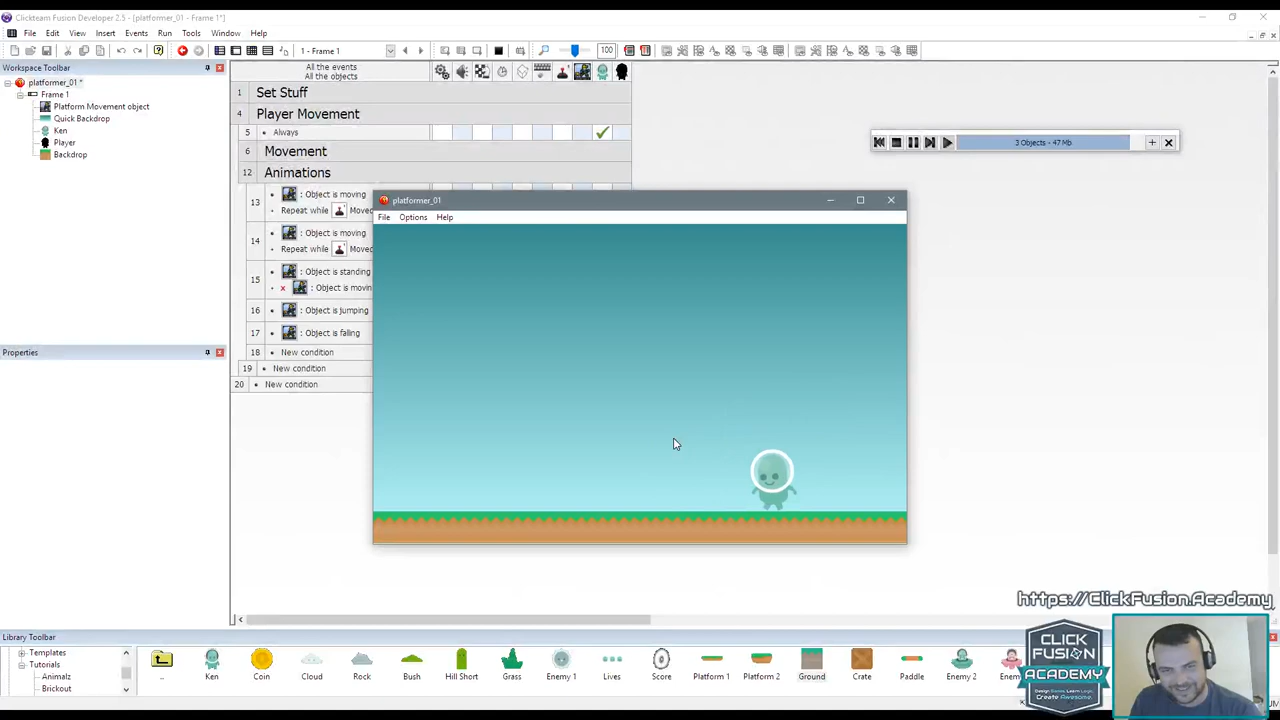 Clickteam Fusion Developer 2.5 - [platformer_01 - Frame 1*]
File Edit View Insert Events Run Tools Window Help
1 - Frame 1
100
Workspace Toolbar
platformer_01 *
Frame 1
Platform Movement object
Quick Backdrop
Ken
Player
Backdrop
Properties
All the events
All the objects
1 Set Stuff
4 Player Movement
5 • Always
6 Movement
12 Animations
13 • : Object is moving
• Repeat while Moved
14 • : Object is moving
• Repeat while Moved
15 • : Object is standing
• x : Object is movin
16 • : Object is jumping
17 • : Object is falling
18 • New condition
19 • New condition
20 • New condition
3 Objects - 47 Mb
platformer_01
File Options Help
https://ClickFusion.Academy
Library Toolbar
Templates
Tutorials
Animalz
Brickout
..
Ken
Coin
Cloud
Rock
Bush
Hill Short
Grass
Enemy 1
Lives
Score
Platform 1
Platform 2
Ground
Crate
Paddle
Enemy 2
Enem
CLICK
FUSION
ACADEMY